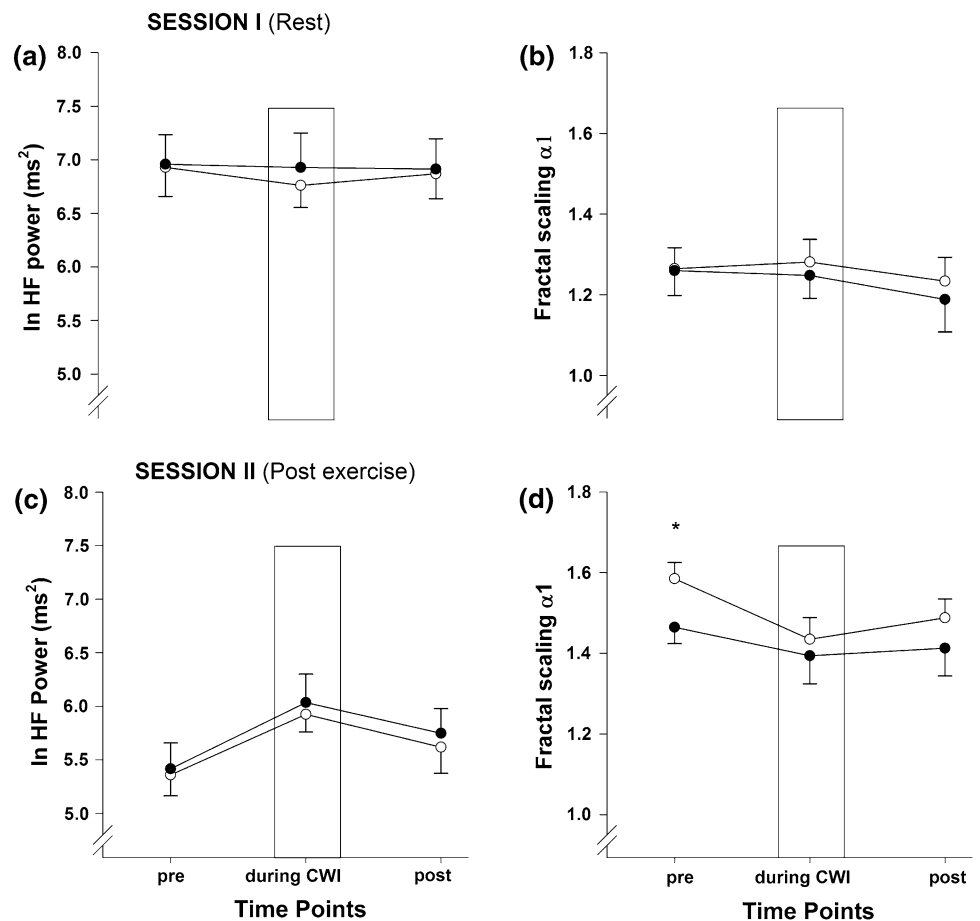 SESSION I (Rest)
(a)
8.0
7.5
7.0
6.5
6.0
5.5
5.0
ln HF power (ms²)
(b)
1.8
1.6
1.4
1.2
1.0
Fractal scaling α1
SESSION II (Post exercise)
(c)
8.0
7.5
7.0
6.5
6.0
5.5
5.0
ln HF Power (ms²)
pre during CWI post
Time Points
(d)
1.8
1.6
1.4
1.2
1.0
*
Fractal scaling α1
pre during CWI post
Time Points